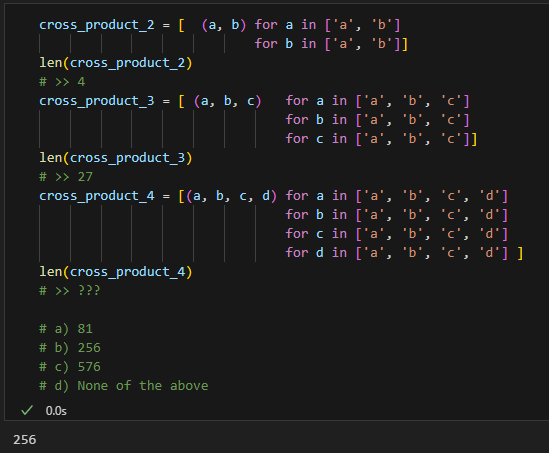 cross_product_2 = [  (a, b) for a in ['a', 'b']
                            for b in ['a', 'b']]
len(cross_product_2)
# >> 4
cross_product_3 = [ (a, b, c)   for a in ['a', 'b', 'c']
                                for b in ['a', 'b', 'c']
                                for c in ['a', 'b', 'c']]
len(cross_product_3)
# >> 27
cross_product_4 = [(a, b, c, d) for a in ['a', 'b', 'c', 'd']
                                for b in ['a', 'b', 'c', 'd']
                                for c in ['a', 'b', 'c', 'd']
                                for d in ['a', 'b', 'c', 'd'] ]
len(cross_product_4)
# >> ???

# a) 81
# b) 256
# c) 576
# d) None of the above
✓ 0.0s
256